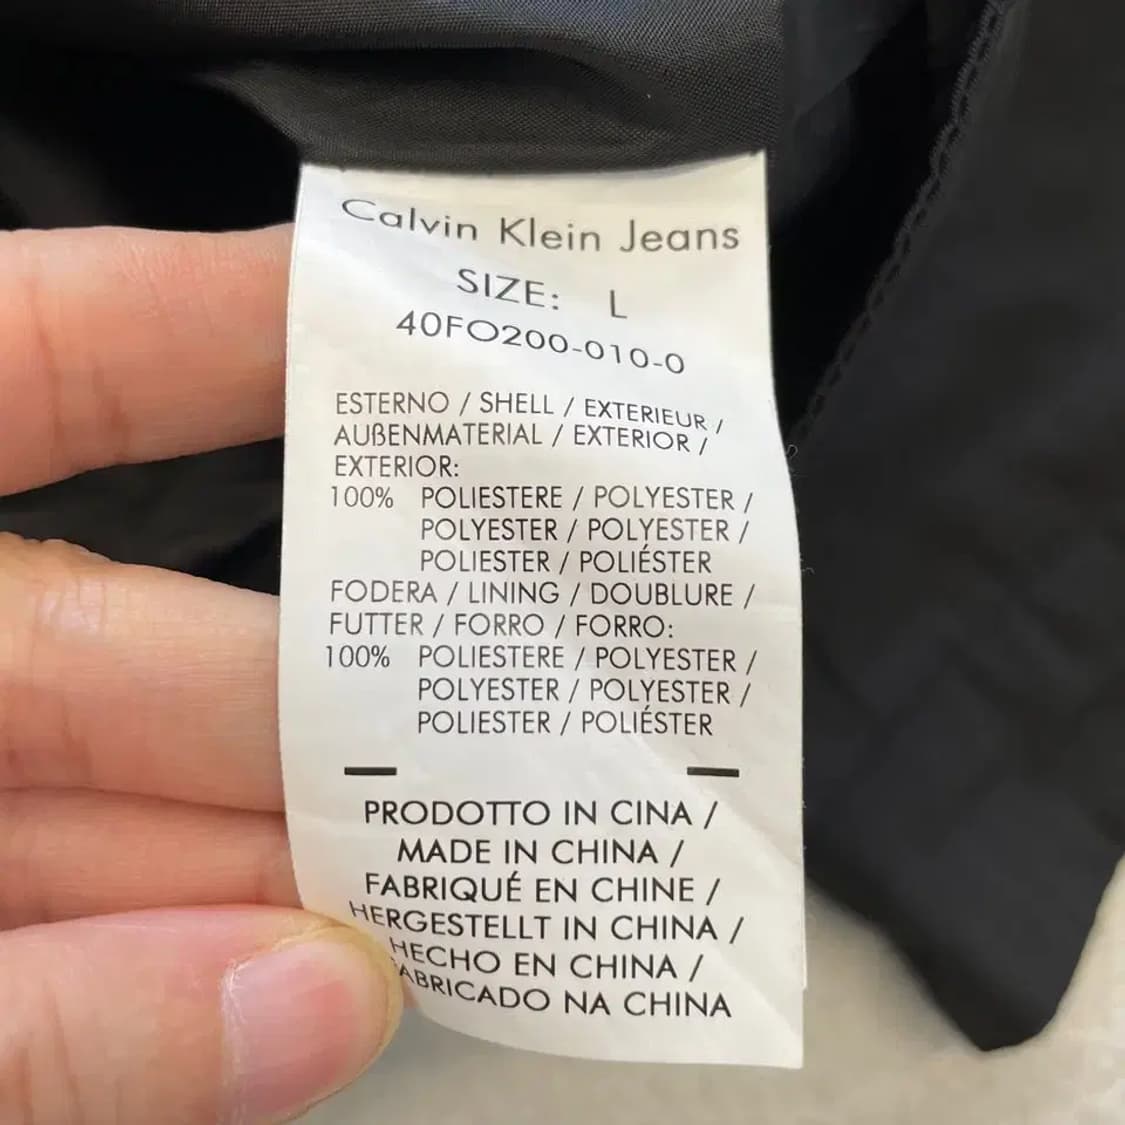 Calvin Klein Jeans
SIZE: L
40FO200-010-0
ESTERNO / SHELL / EXTERIEUR /
AUßENMATERIAL / EXTERIOR /
EXTERIOR:
100% POLIESTERE / POLYESTER /
POLYESTER / POLYESTER /
POLIESTER / POLIÉSTER
FODERA / LINING / DOUBLURE /
FUTTER / FORRO / FORRO:
100% POLIESTERE / POLYESTER /
POLYESTER / POLYESTER /
POLIESTER / POLIÉSTER
PRODOTTO IN CINA /
MADE IN CHINA /
FABRIQUÉ EN CHINE /
HERGESTELLT IN CHINA /
HECHO EN CHINA /
FABRICADO NA CHINA